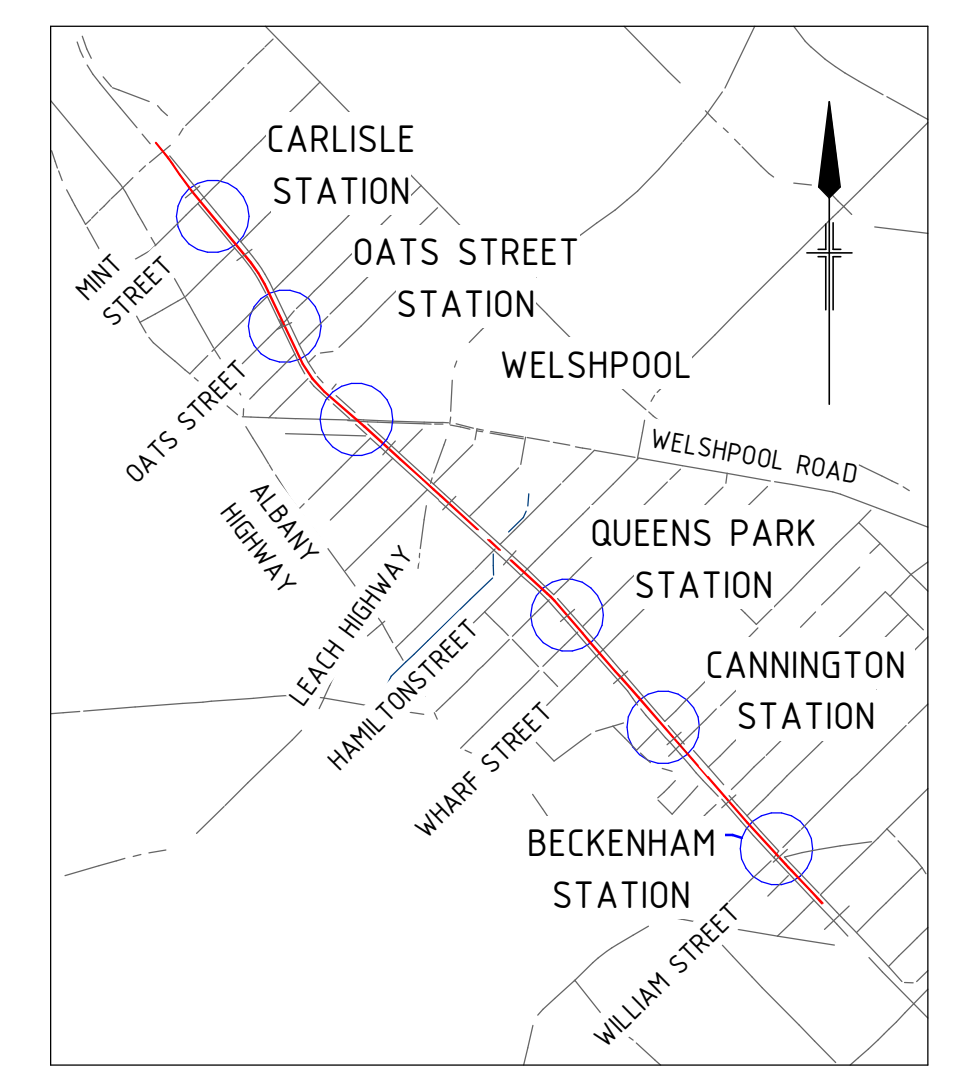 CARLISLE
STATION
MINT
STREET
OATS STREET
STATION
WELSHPOOL
OATS STREET
WELSHPOOL ROAD
ALBANY
HIGHWAY
QUEENS PARK
STATION
LEACH HIGHWAY
HAMILTONSTREET
CANNINGTON
STATION
WHARF STREET
BECKENHAM
STATION
WILLIAM STREET